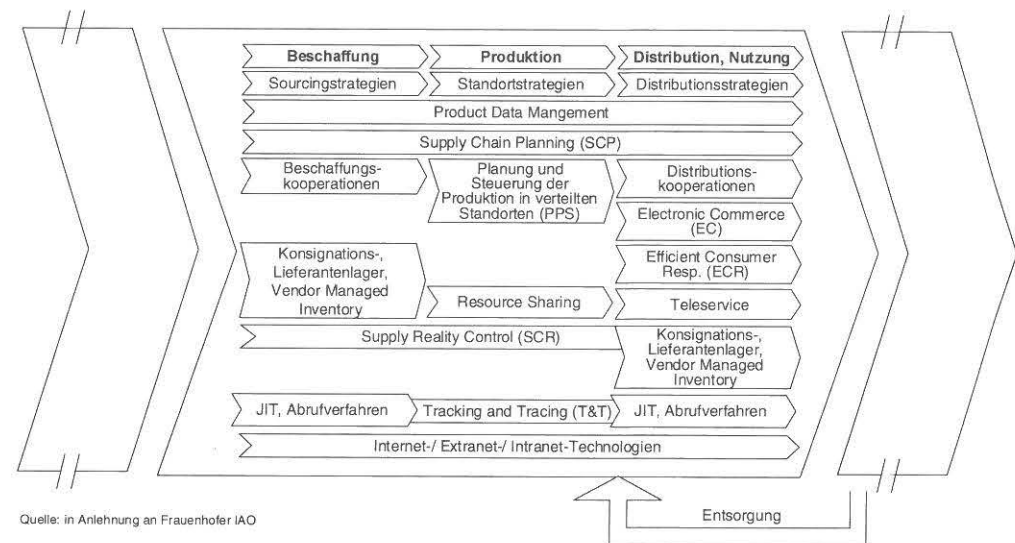 Beschaffung
Produktion
Distribution, Nutzung
Sourcingstrategien
Standortstrategien
Distributionsstrategien
Product Data Mangement
Supply Chain Planning (SCP)
Beschaffungs-
kooperationen
Planung und
Steuerung der
Produktion in verteilten
Standorten (PPS)
Distributions-
kooperationen
Electronic Commerce
(EC)
Efficient Consumer
Resp. (ECR)
Konsignations-,
Lieferantenlager,
Vendor Managed
Inventory
Resource Sharing
Teleservice
Supply Reality Control (SCR)
Konsignations-,
Lieferantenlager,
Vendor Managed
Inventory
JIT, Abrufverfahren
Tracking and Tracing (T&T)
JIT, Abrufverfahren
Internet-/ Extranet-/ Intranet-Technologien
Entsorgung
Quelle: in Anlehnung an Frauenhofer IAO